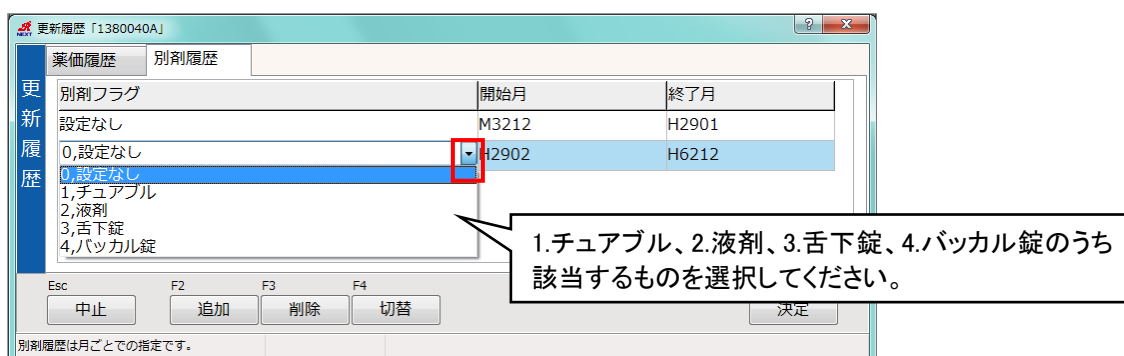 NEXT 更新履歴「1380040A」
薬価履歴 別剤履歴
更新履歴
別剤フラグ 開始月 終了月
設定なし M3212 H2901
0,設定なし H2902 H6212
0,設定なし
1,チュアブル
2,液剤
3,舌下錠
4,バッカル錠
1.チュアブル、2.液剤、3.舌下錠、4.バッカル錠のうち
該当するものを選択してください。
Esc F2 F3 F4
中止 追加 削除 切替 決定
別剤履歴は月ごとでの指定です。